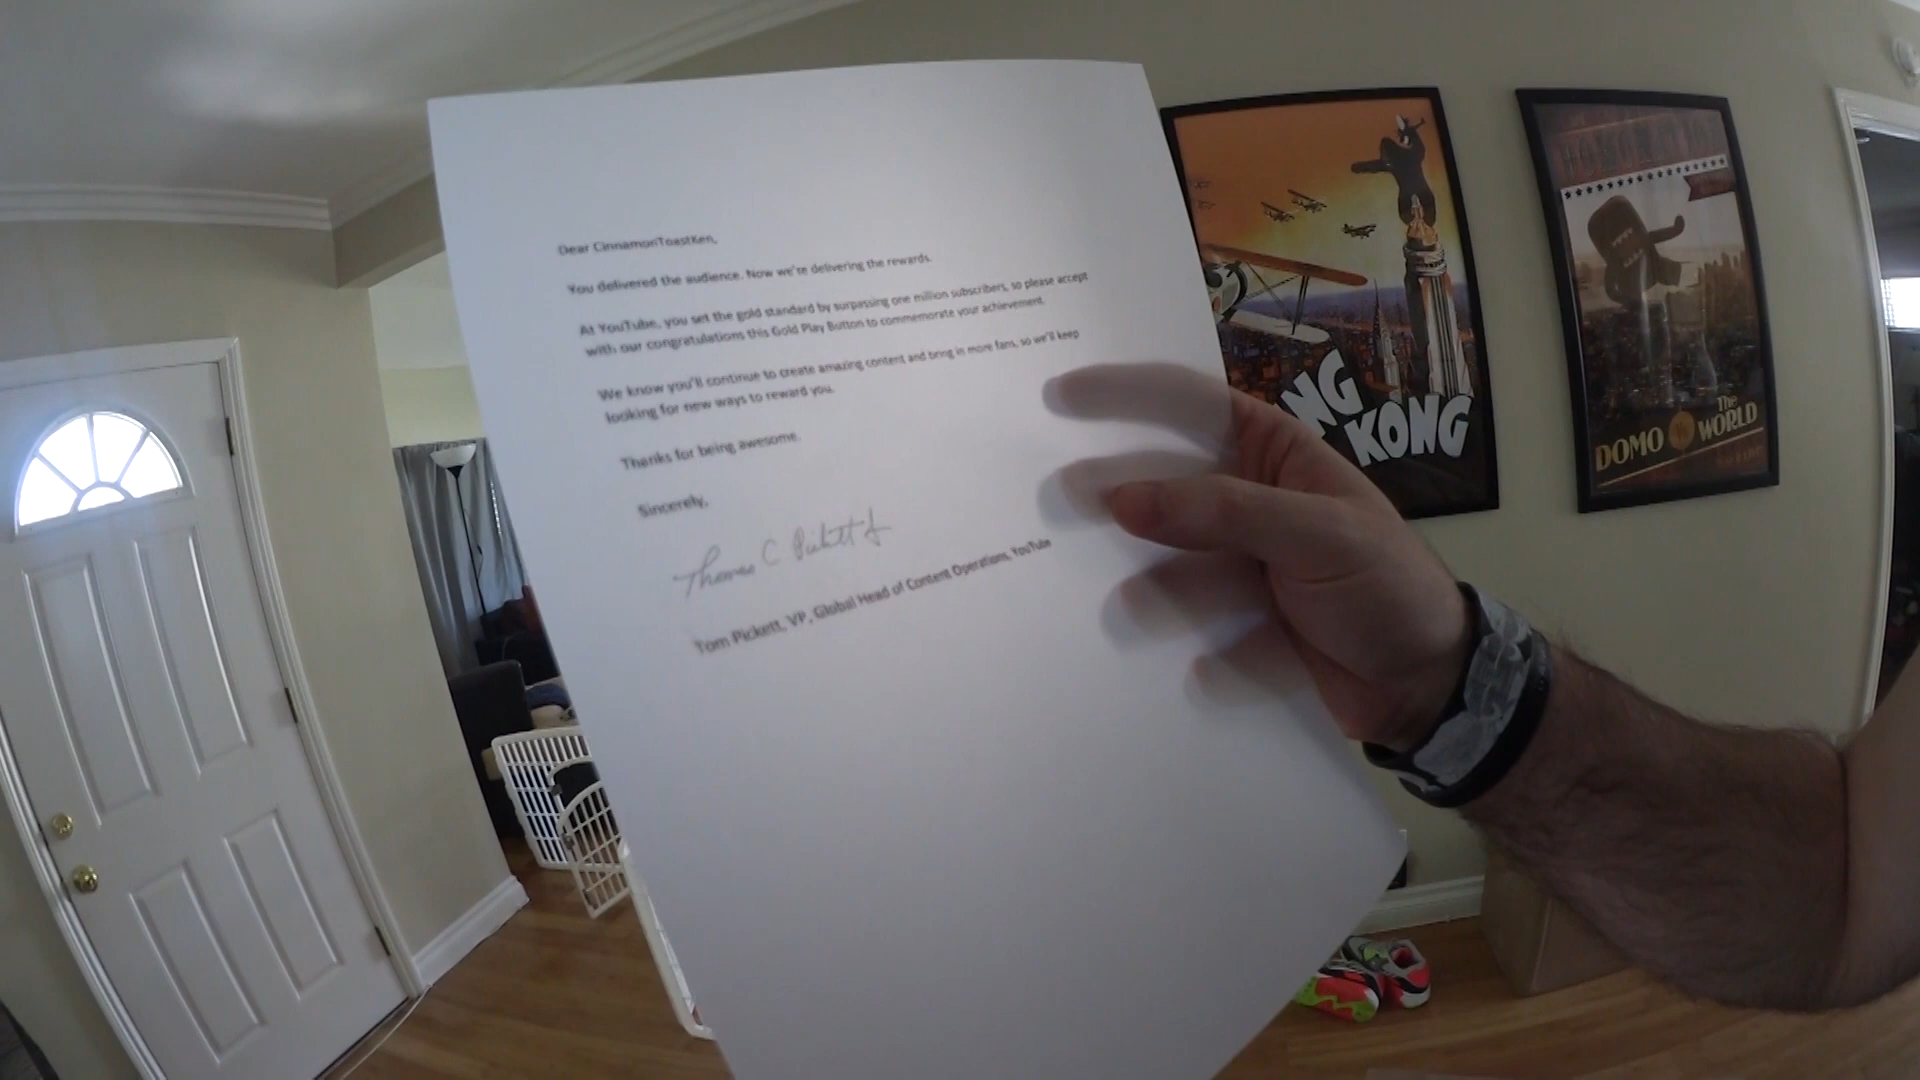 Dear CinnamonToastKen,
You delivered the audience. Now we're delivering the rewards.
At YouTube, you set the gold standard by surpassing one million subscribers, so please accept
with our congratulations this Gold Play Button to commemorate your achievement.
We know you'll continue to create amazing content and bring in more fans, so we'll keep
looking for new ways to reward you.
Thanks for being awesome.
Sincerely,
Thomas C Pickett Jr
Tom Pickett, VP, Global Head of Content Operations, YouTube
NG
KONG
The
DOMO WORLD